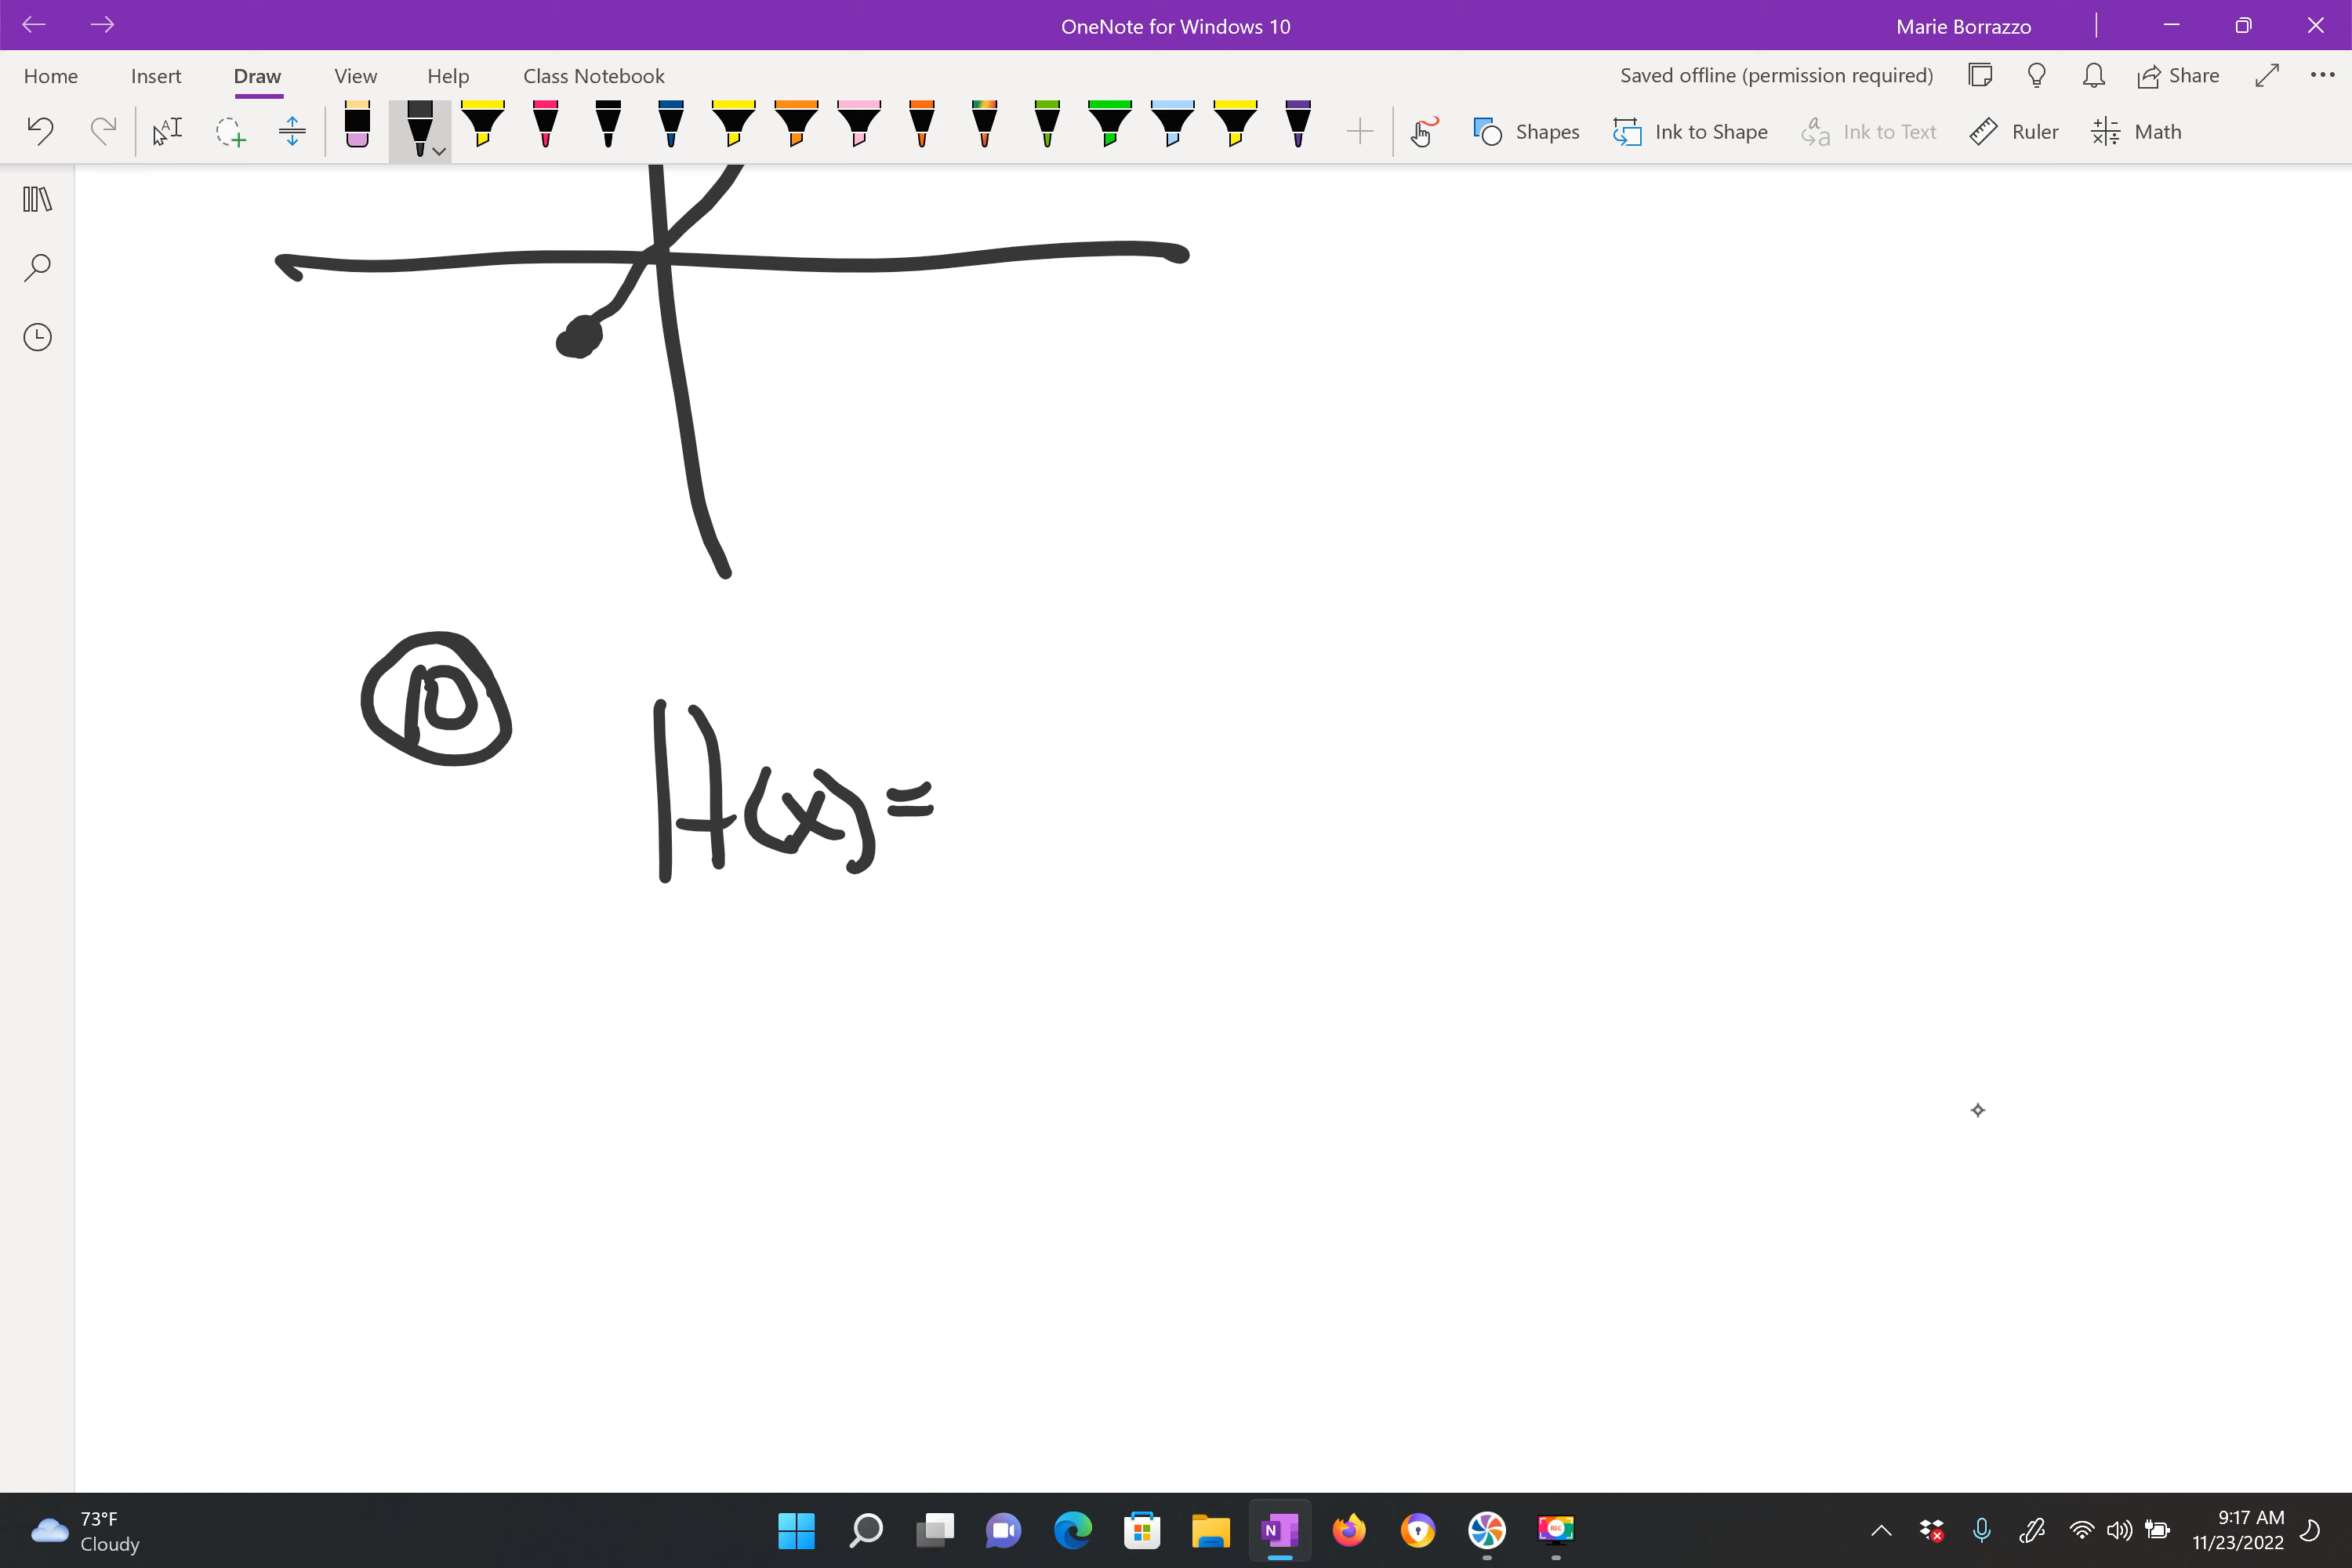 OneNote for Windows 10 Marie Borrazzo
Home Insert Draw View Help Class Notebook Saved offline (permission required) Share
Shapes Ink to Shape Ink to Text Ruler Math
10
H(x)=
73°F 9:17 AM
Cloudy 11/23/2022